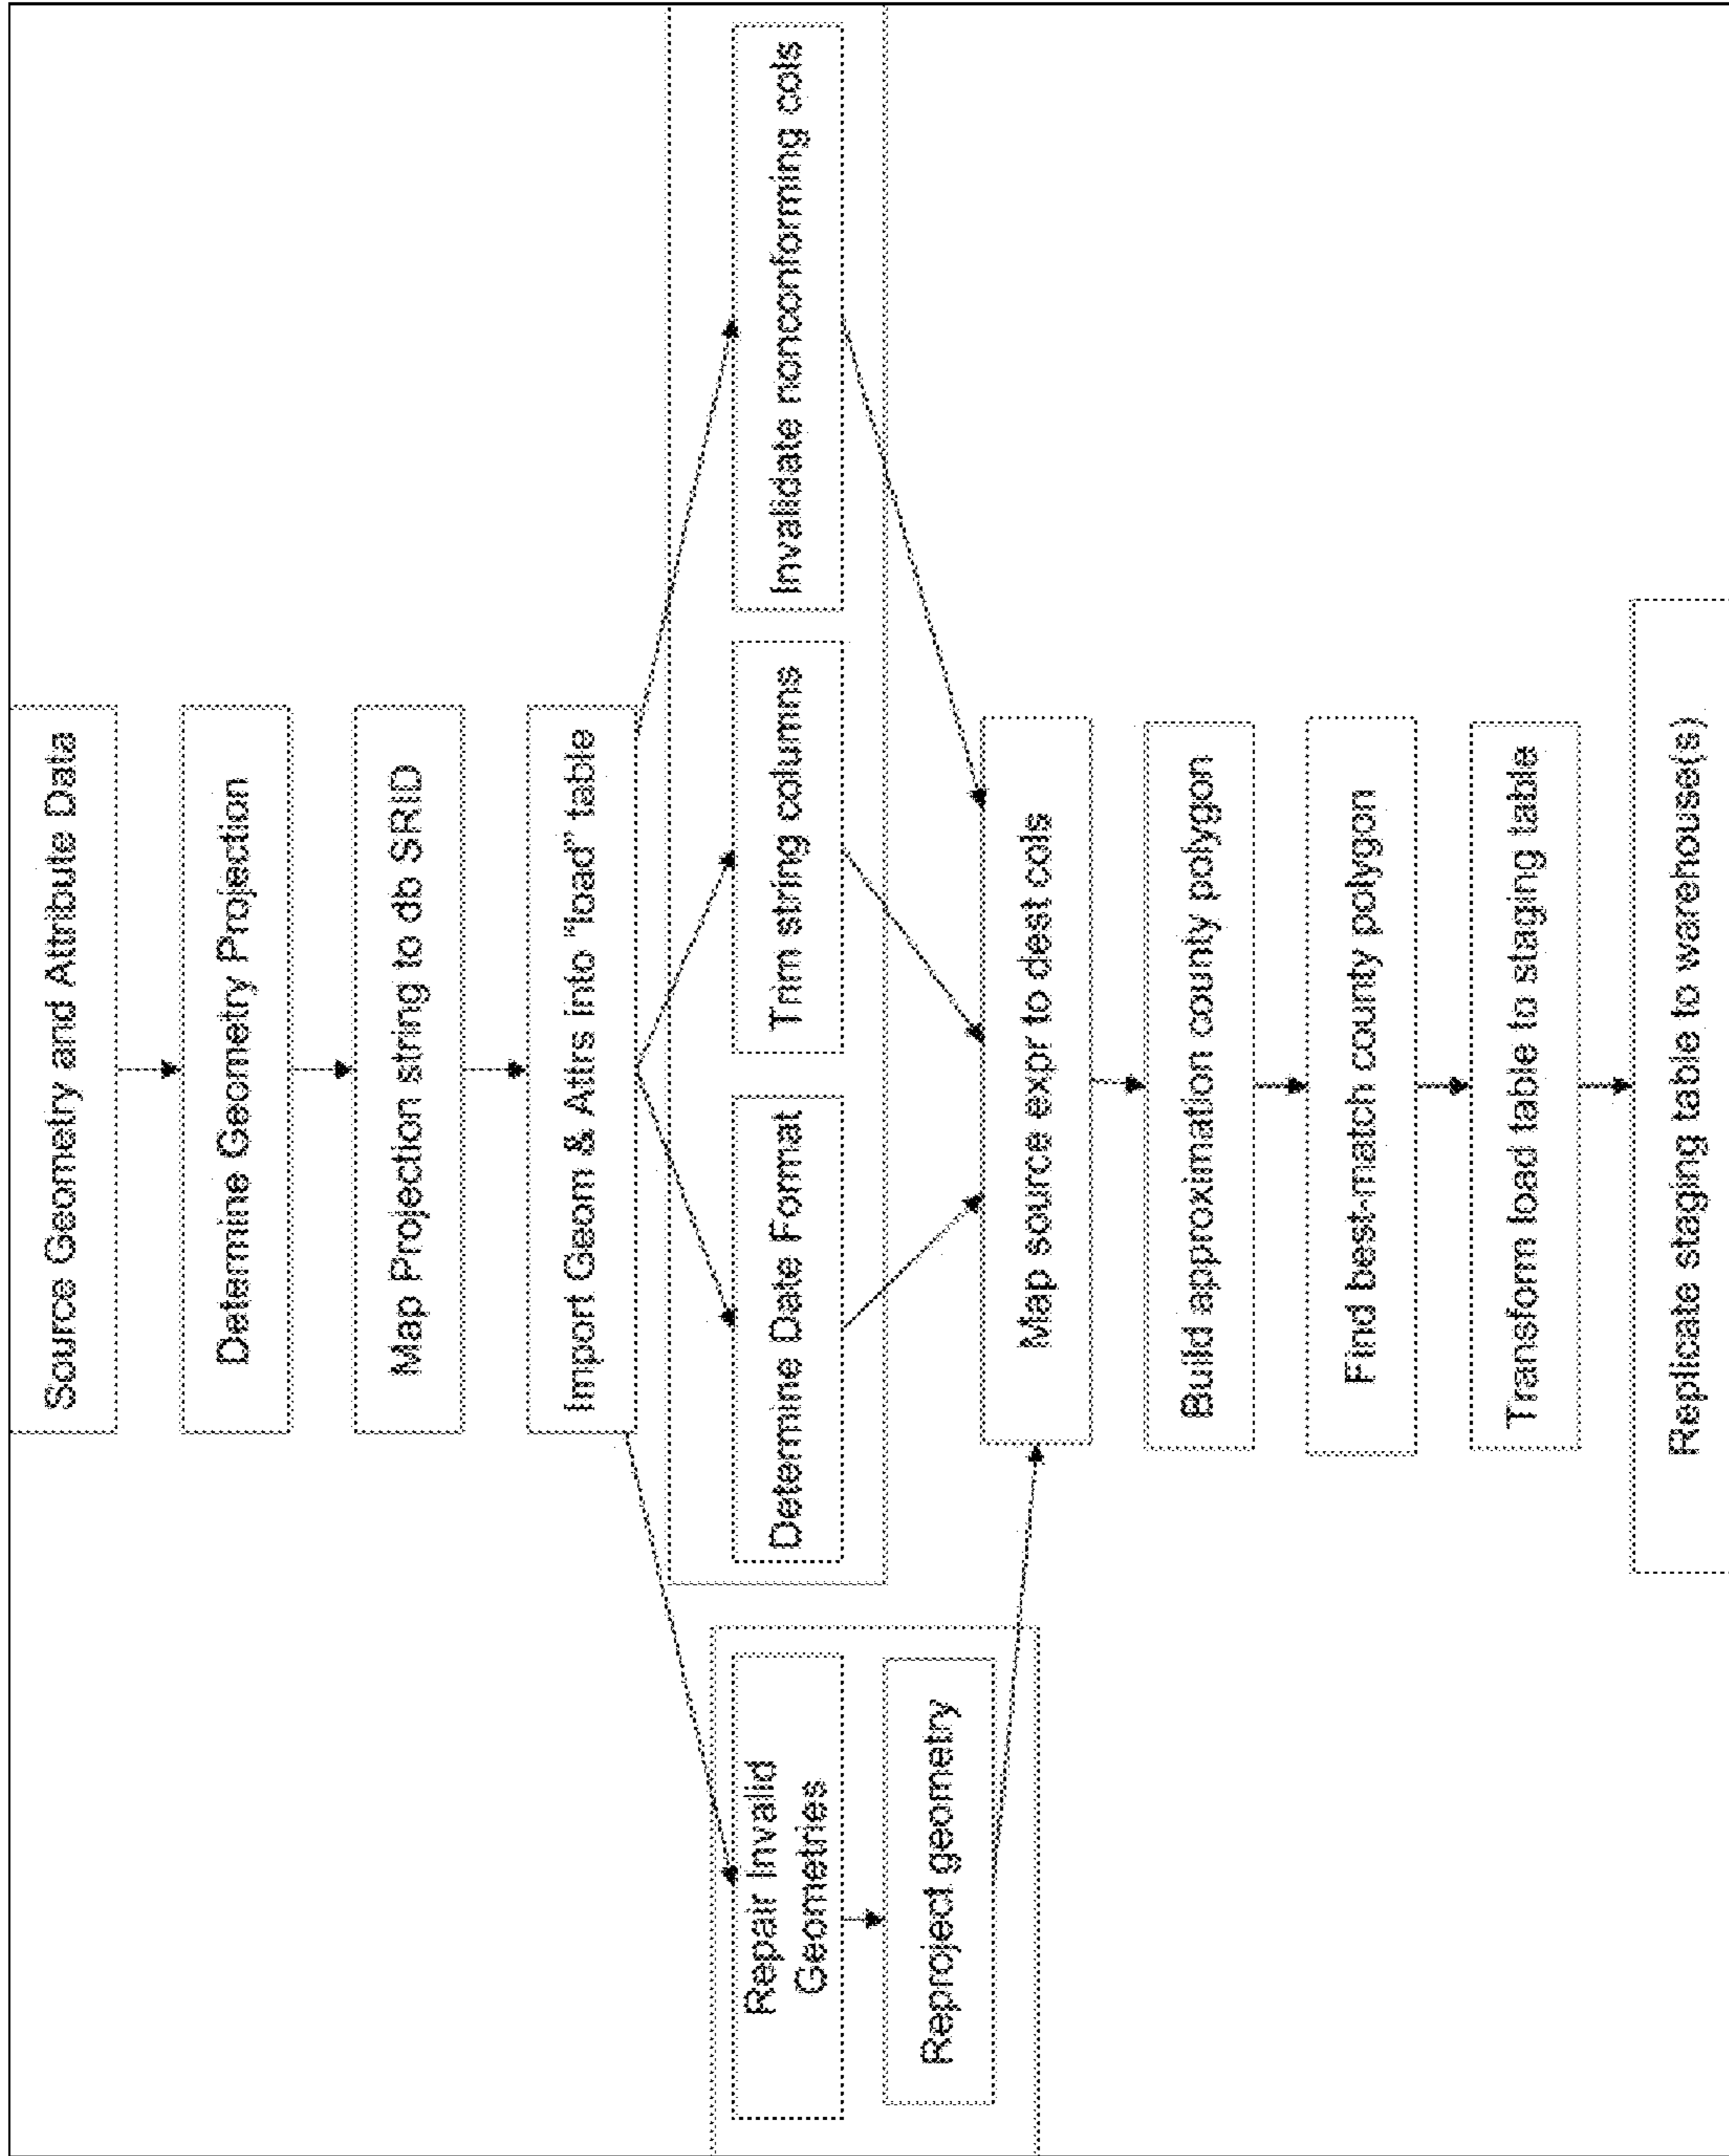 Source Geometry and Attribute Data
Determine Geometry Projection
Map Projection string to db SRID
Import Geom & Attrs into "load" table
Repair Invalid
Geometries
Reproject geometry
Determine Date Format
Trim string columns
Invalidate nonconforming cols
Map source expr to dest cols
Build approximation county polygon
Find best-match county polygon
Transform load table to staging table
Replicate staging table to warehouse(s)